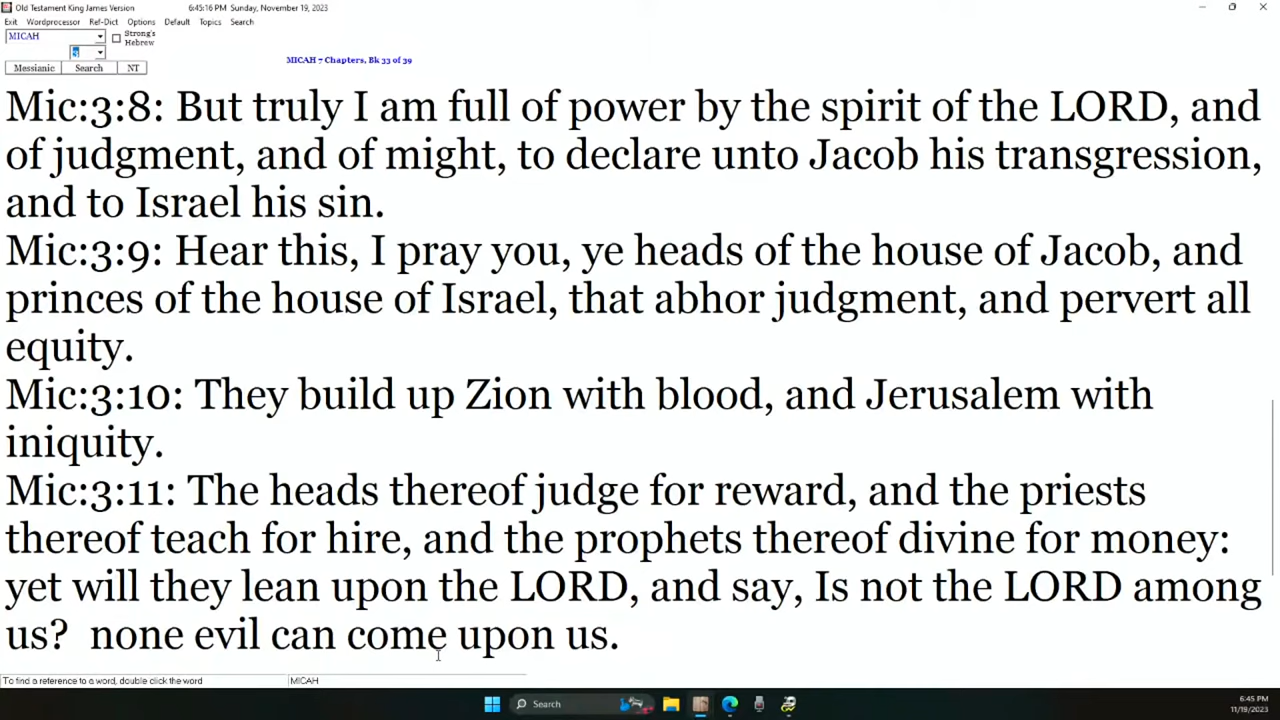 Old Testament King James Version 6:45:16 PM Sunday, November 19, 2023
Exit Wordprocessor Ref-Dict Options Default Topics Search
MICAH
Strong's
Hebrew
3
MICAH 7 Chapters, Bk 33 of 39
Messianic Search NT
Mic:3:8: But truly I am full of power by the spirit of the LORD, and
of judgment, and of might, to declare unto Jacob his transgression,
and to Israel his sin.
Mic:3:9: Hear this, I pray you, ye heads of the house of Jacob, and
princes of the house of Israel, that abhor judgment, and pervert all
equity.
Mic:3:10: They build up Zion with blood, and Jerusalem with
iniquity.
Mic:3:11: The heads thereof judge for reward, and the priests
thereof teach for hire, and the prophets thereof divine for money:
yet will they lean upon the LORD, and say, Is not the LORD among
us?  none evil can come upon us.
To find a reference to a word, double click the word MICAH
Search
6:45 PM
11/19/2023